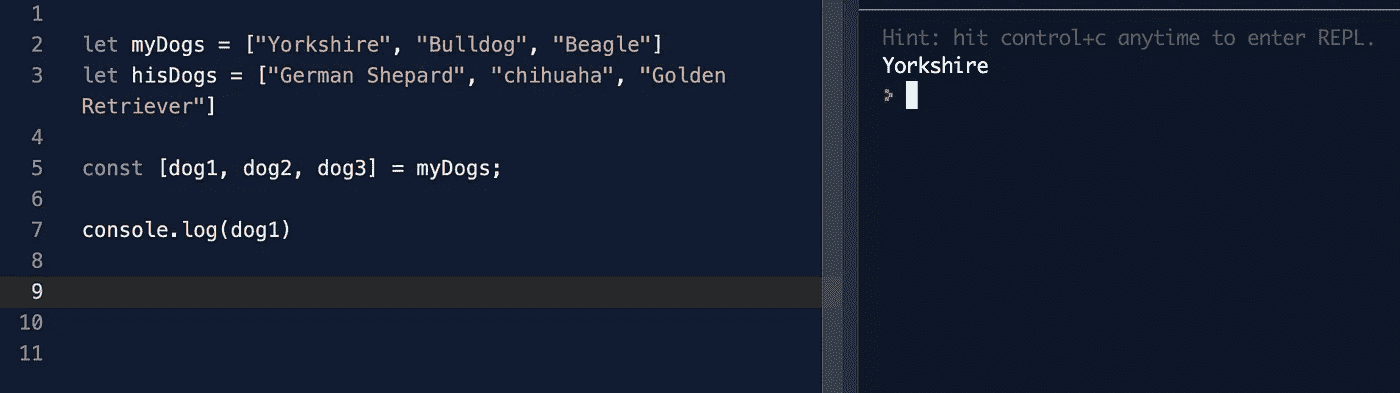 1
2 let myDogs = ["Yorkshire", "Bulldog", "Beagle"]
3 let hisDogs = ["German Shepard", "chihuaha", "Golden
Retriever"]
4
5 const [dog1, dog2, dog3] = myDogs;
6
7 console.log(dog1)
8
9
10
11
Hint: hit control+c anytime to enter REPL.
Yorkshire
>